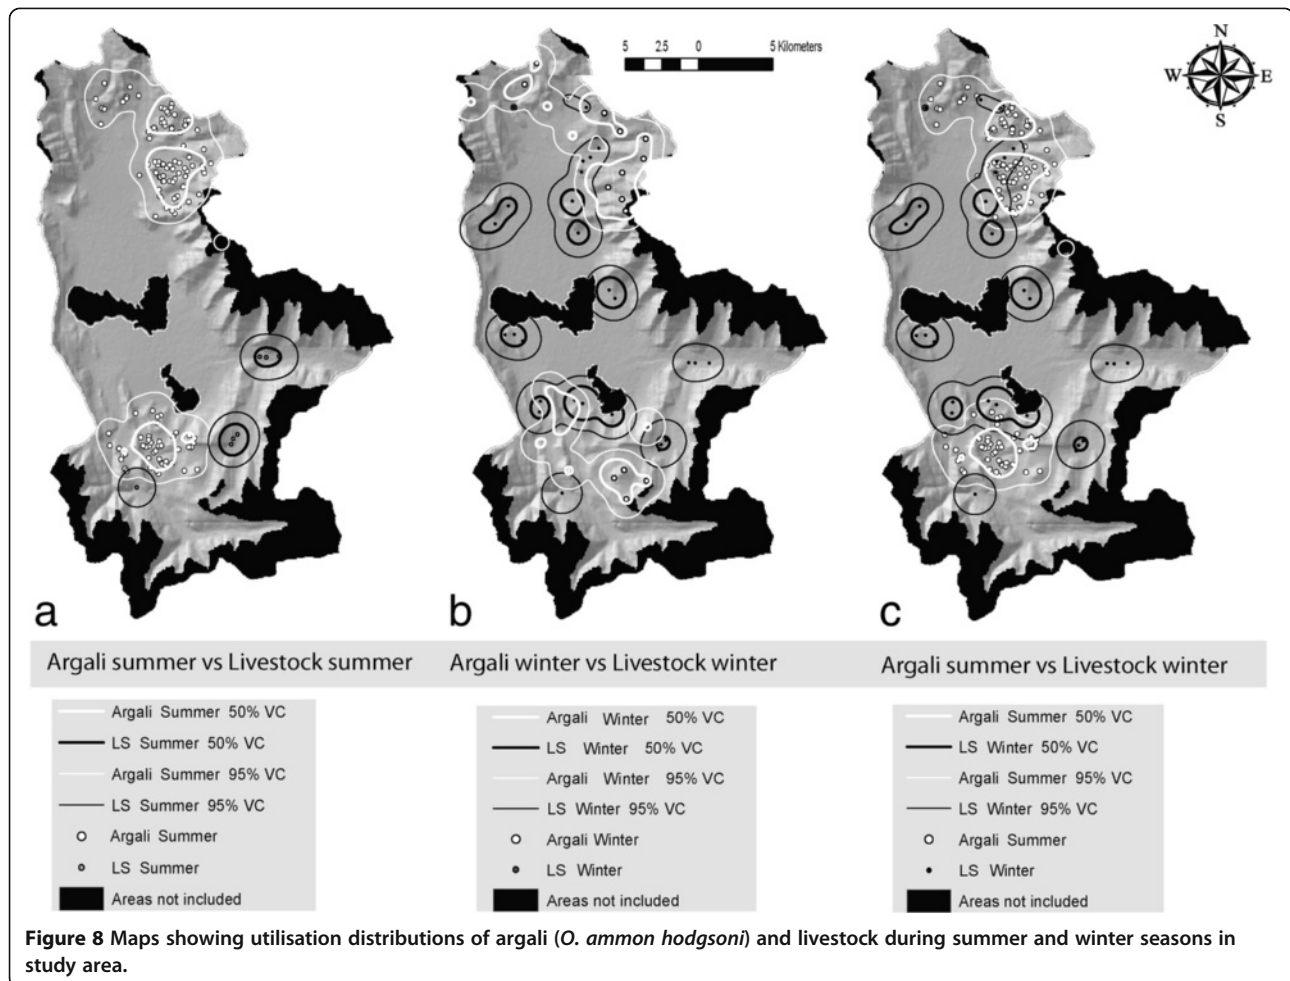 5 2.5 0 5 Kilometers
N
W E
S
a b c
Argali summer vs Livestock summer
Argali winter vs Livestock winter
Argali summer vs Livestock winter
Argali Summer 50% VC
LS Summer 50% VC
Argali Summer 95% VC
LS Summer 95% VC
Argali Summer
LS Summer
Areas not included
Argali Winter 50% VC
LS Winter 50% VC
Argali Winter 95% VC
LS Winter 95% VC
Argali Winter
LS Winter
Areas not included
Argali Summer 50% VC
LS Winter 50% VC
Argali Summer 95% VC
LS Winter 95% VC
Argali Summer
LS Winter
Areas not included
Figure 8 Maps showing utilisation distributions of argali (O. ammon hodgsoni) and livestock during summer and winter seasons in
study area.